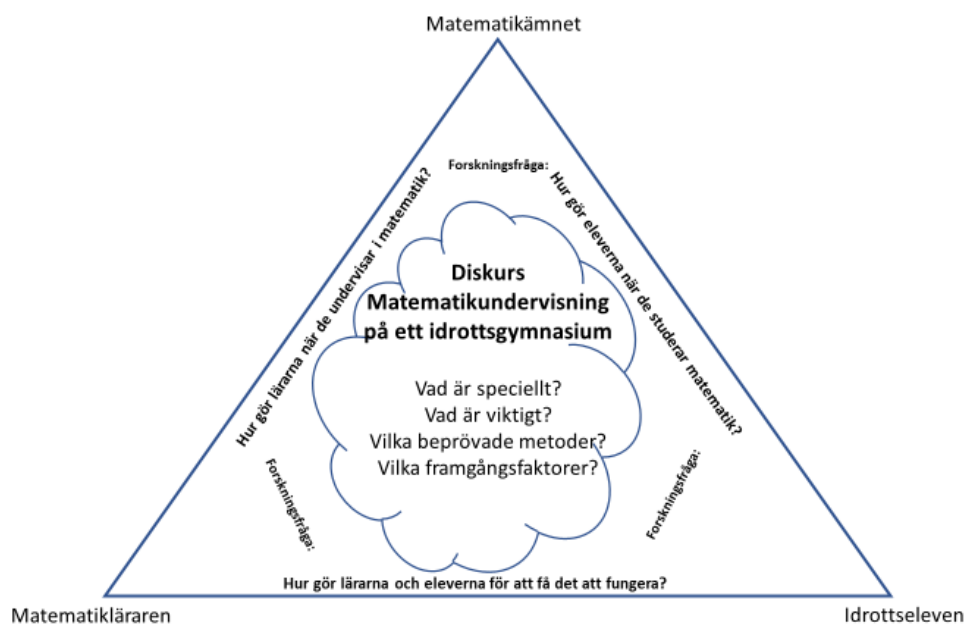 Matematikämnet
Forskningsfråga:
Hur gör lärarna när de undervisar i matematik?
Hur gör eleverna när de studerar matematik?
Diskurs
Matematikundervisning
på ett idrottsgymnasium
Vad är speciellt?
Vad är viktigt?
Vilka beprövade metoder?
Vilka framgångsfaktorer?
Forskningsfråga:
Forskningsfråga:
Hur gör lärarna och eleverna för att få det att fungera?
Matematikläraren
Idrottseleven